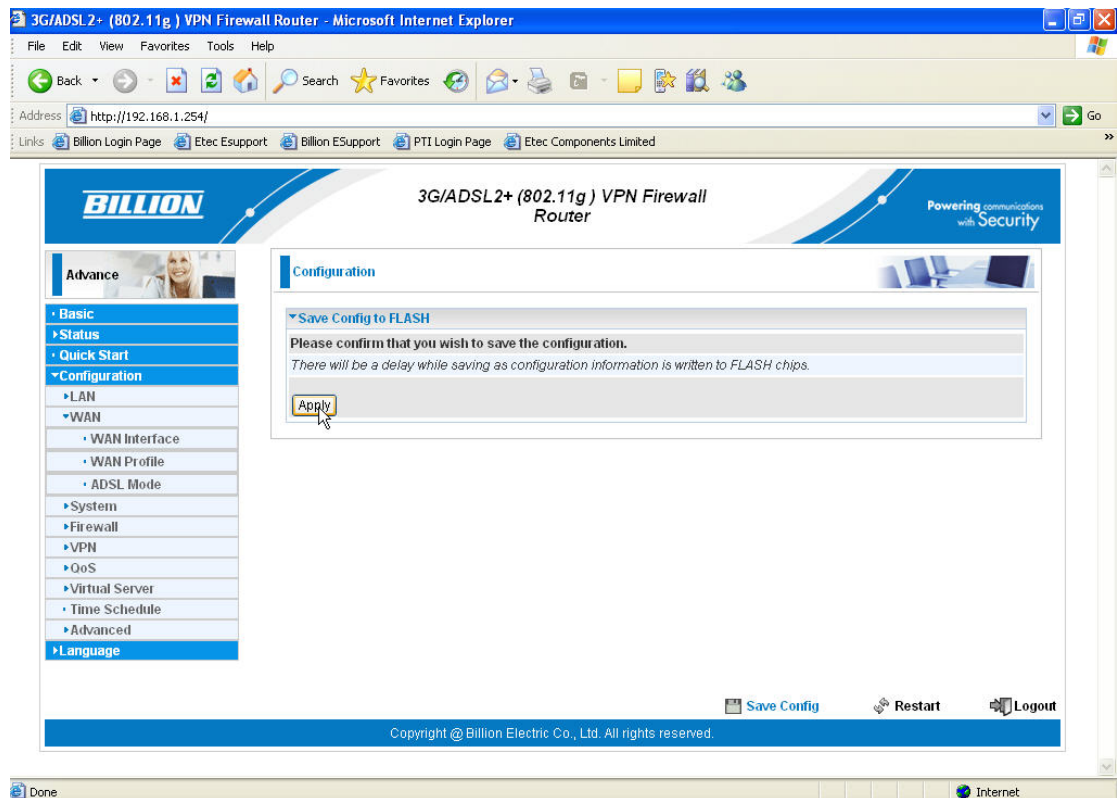 3G/ADSL2+ (802.11g ) VPN Firewall Router - Microsoft Internet Explorer
File Edit View Favorites Tools Help
Back Search Favorites
Address http://192.168.1.254/ Go
Links Billion Login Page Etec Esupport Billion ESupport PTI Login Page Etec Components Limited »
BILLION
3G/ADSL2+ (802.11g ) VPN Firewall
Router
Powering communications
with Security
Advance
Configuration
Basic
Status
Quick Start
Configuration
LAN
WAN
WAN Interface
WAN Profile
ADSL Mode
System
Firewall
VPN
QoS
Virtual Server
Time Schedule
Advanced
Language
Save Config to FLASH
Please confirm that you wish to save the configuration.
There will be a delay while saving as configuration information is written to FLASH chips.
Apply
Save Config Restart Logout
Copyright @ Billion Electric Co., Ltd. All rights reserved.
Done Internet